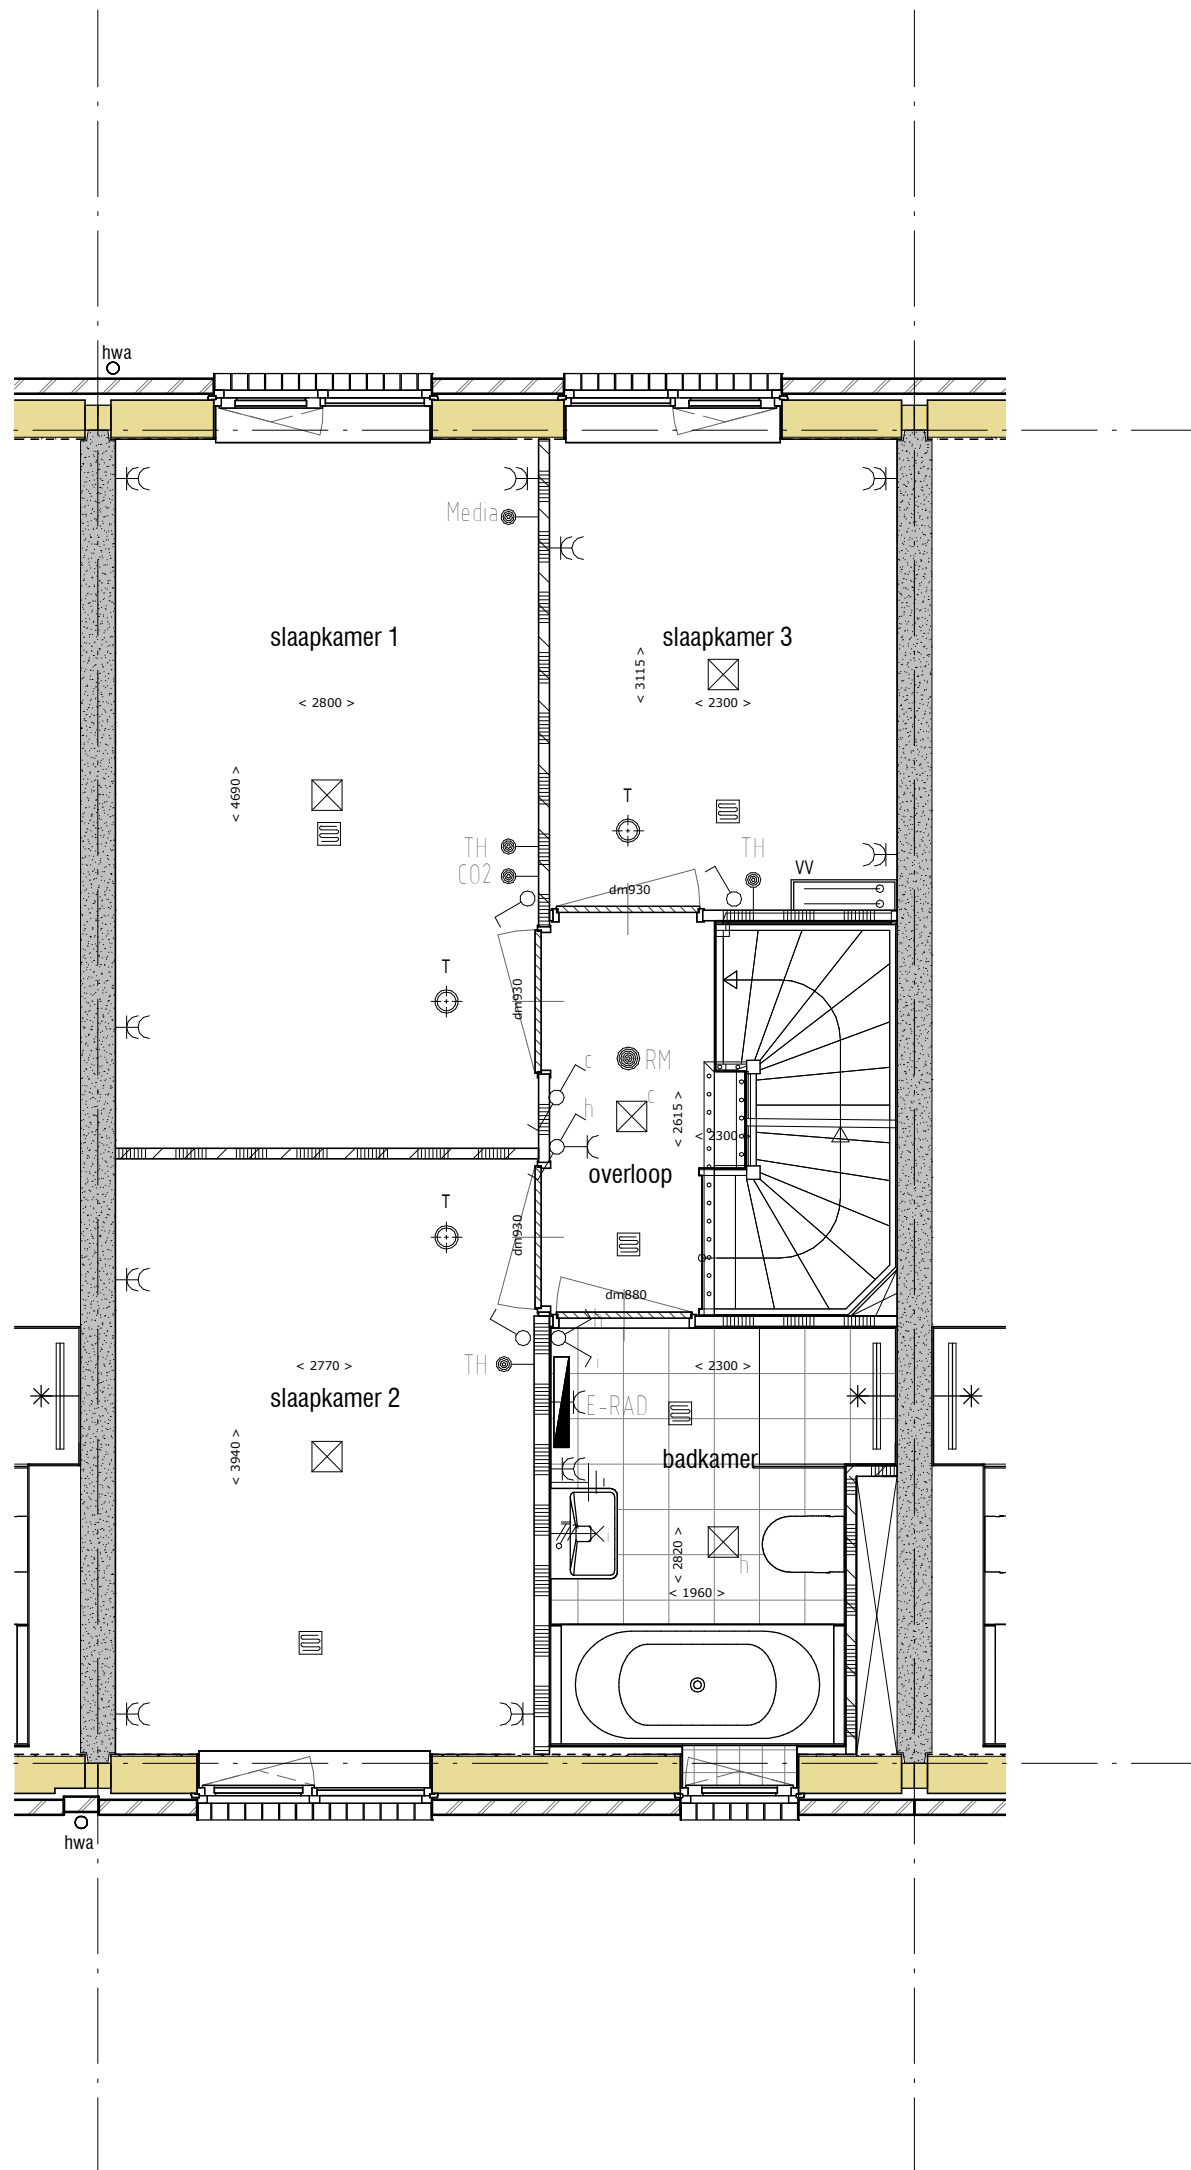 hwa
Media
slaapkamer 1
slaapkamer 3
< 3115 >
< 2800 >
< 2300 >
< 4690 >
T
TH
TH
CO2
VV
dm930
T
dm930
c
RM
h
c
< 2615 >
< 2300 >
overloop
T
dm930
dm880
h
i
TH
< 2770 >
< 2300 >
slaapkamer 2
E-RAD
< 3940 >
badkamer
i
< 2820 >
h
< 1960 >
hwa